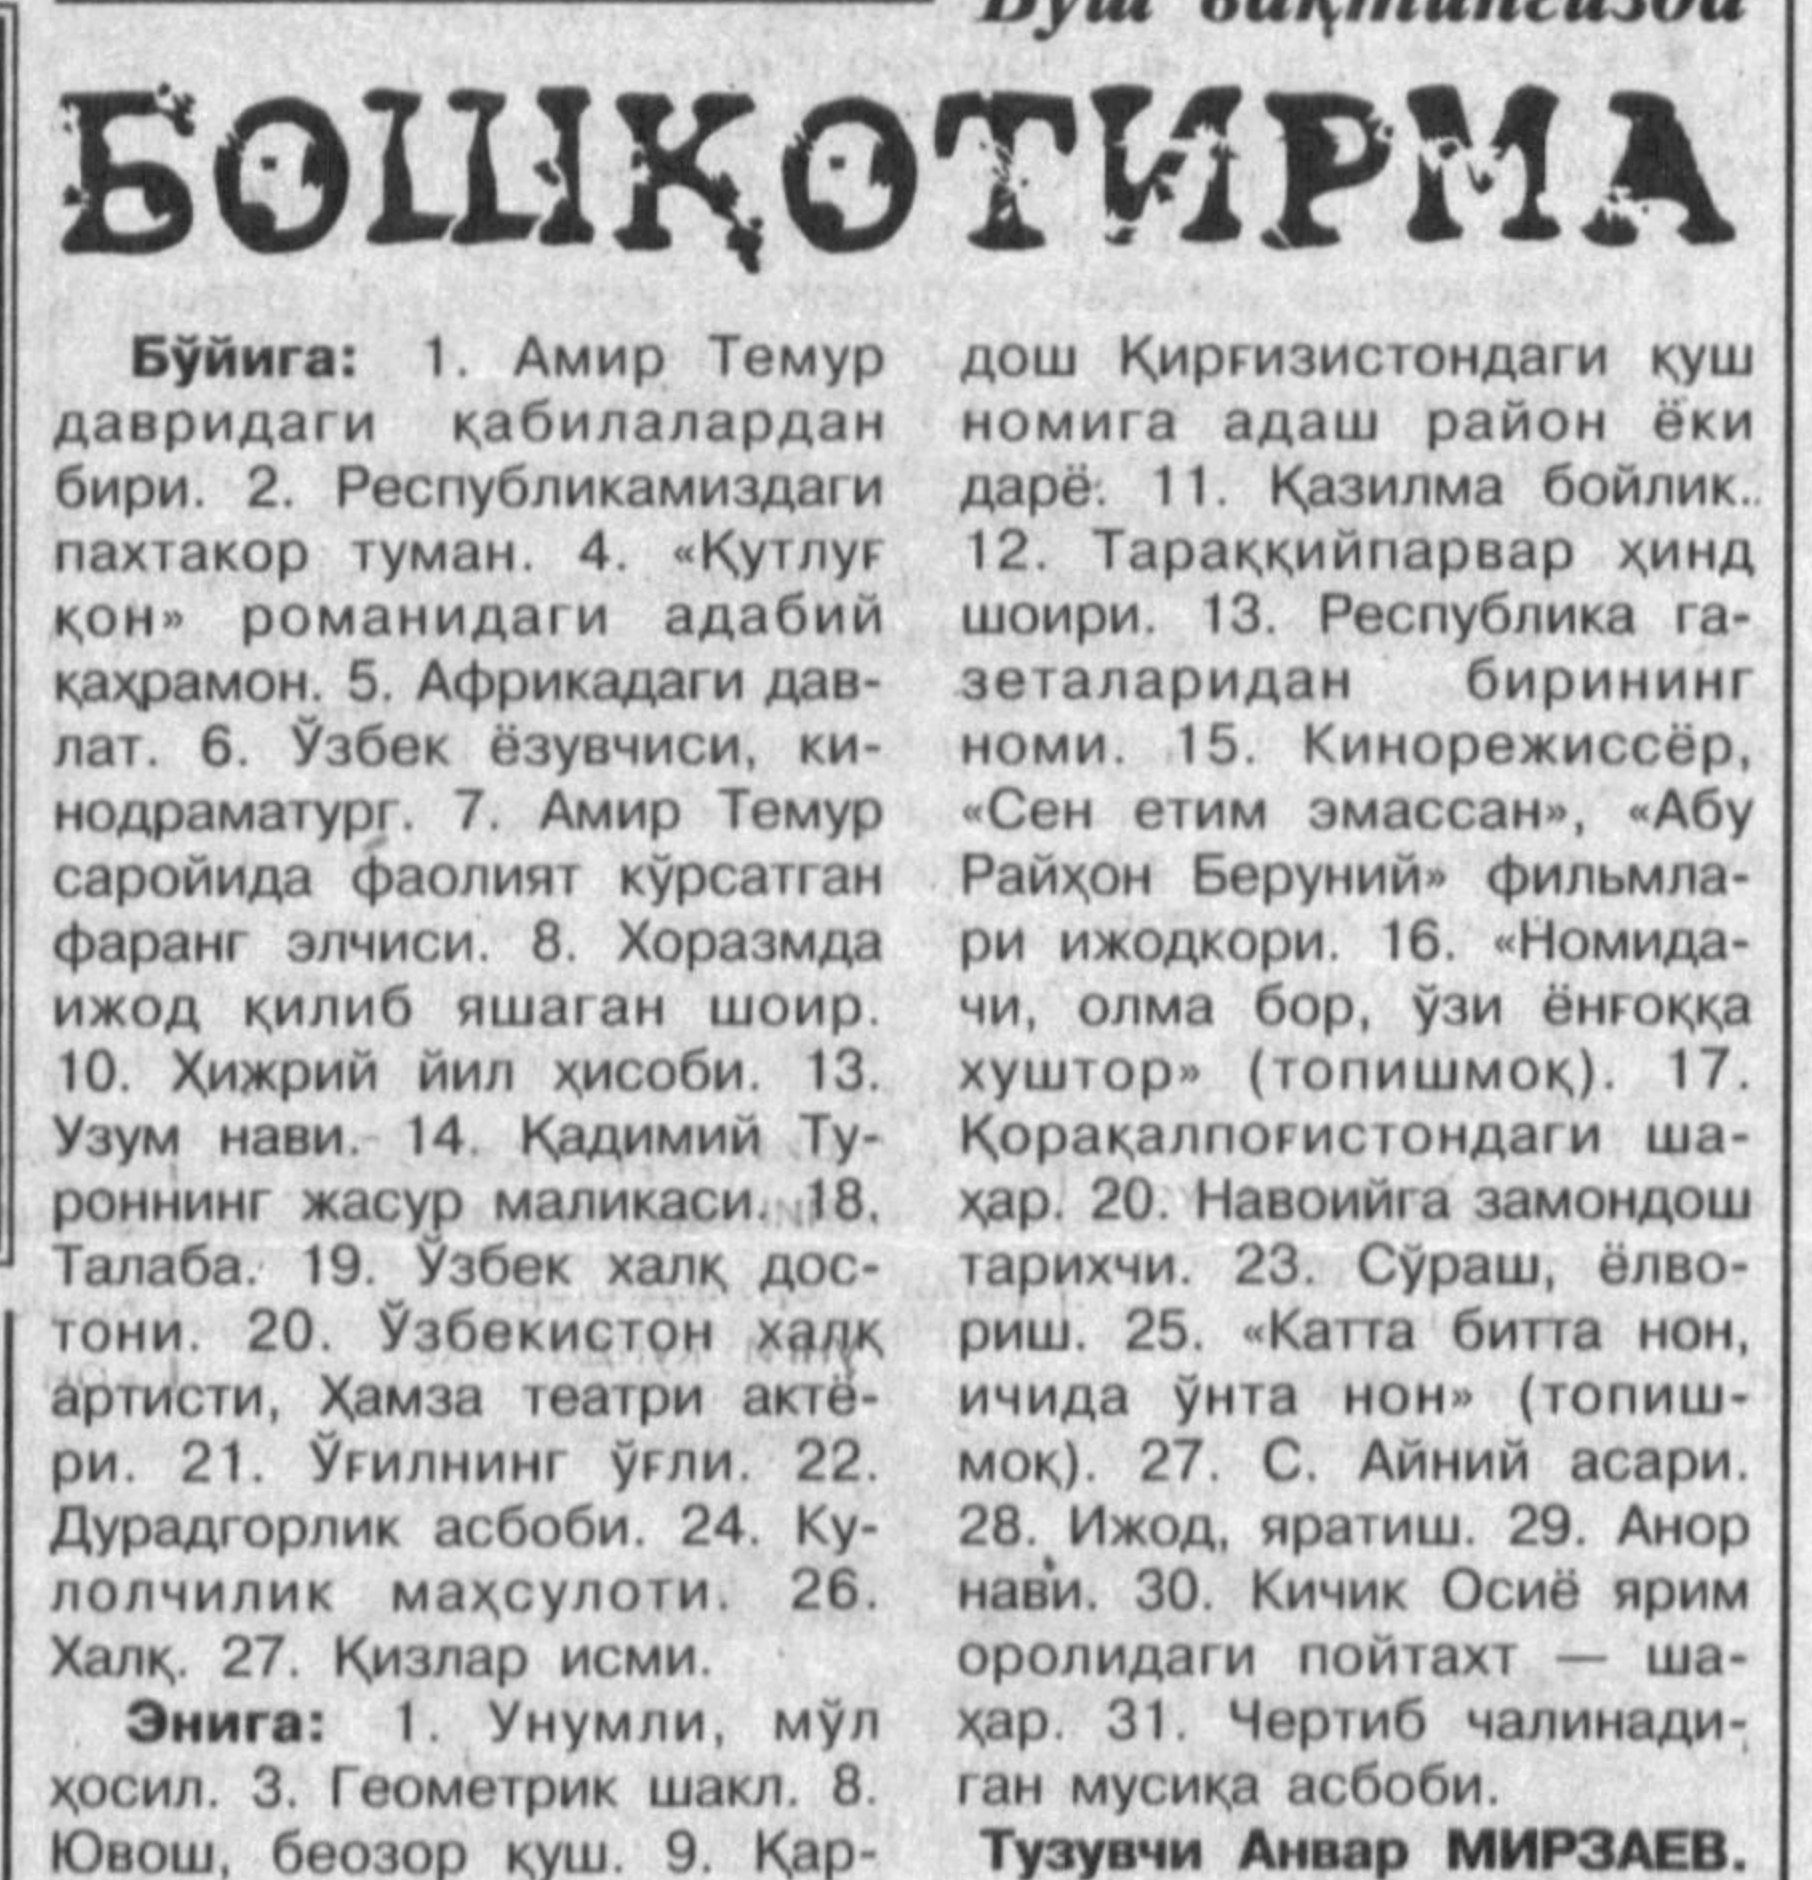 Буш вақтингизда
БОШҚОТИРМА
Бўйига: 1. Амир Темур
давридаги қабилалардан
бири. 2. Республикамиздаги
пахтакор туман. 4. «Қутлуғ
қон» романидаги адабий
қаҳрамон. 5. Африкадаги дав-
лат. 6. Ўзбек ёзувчиси, ки-
нодраматург. 7. Амир Темур
саройида фаолият кўрсатган
фаранг элчиси. 8. Хоразмда
ижод қилиб яшаган шоир.
10. Ҳижрий йил ҳисоби. 13.
Узум нави. 14. Қадимий Ту-
роннинг жасур маликаси. 18.
Талаба. 19. Ўзбек халқ дос-
тони. 20. Ўзбекистон халқ
артисти, Ҳамза театри актё-
ри. 21. Ўғилнинг ўғли. 22.
Дурадгорлик асбоби. 24. Ку-
лолчилик маҳсулоти. 26.
Халқ. 27. Қизлар исми.
Энига: 1. Унумли, мўл
ҳосил. 3. Геометрик шакл. 8.
Ювош, беозор қуш. 9. Қар-
дош Қирғизистондаги қуш
номига адаш район ёки
дарё. 11. Қазилма бойлик..
12. Тараққийпарвар ҳинд
шоири. 13. Республика га-
зеталаридан бирининг
номи. 15. Кинорежиссёр,
«Сен етим эмассан», «Абу
Райҳон Беруний» фильмла-
ри ижодкори. 16. «Номида-
чи, олма бор, ўзи ёнғоққа
хуштор» (топишмоқ). 17.
Қорақалпоғистондаги ша-
ҳар. 20. Навоийга замондош
тарихчи. 23. Сўраш, ёлво-
риш. 25. «Катта битта нон,
ичида ўнта нон» (топиш-
моқ). 27. С. Айний асари.
28. Ижод, яратиш. 29. Анор
нави. 30. Кичик Осиё ярим
оролидаги пойтахт — ша-
ҳар. 31. Чертиб чалинади-
ган мусиқа асбоби.
Тузувчи Анвар МИРЗАЕВ.